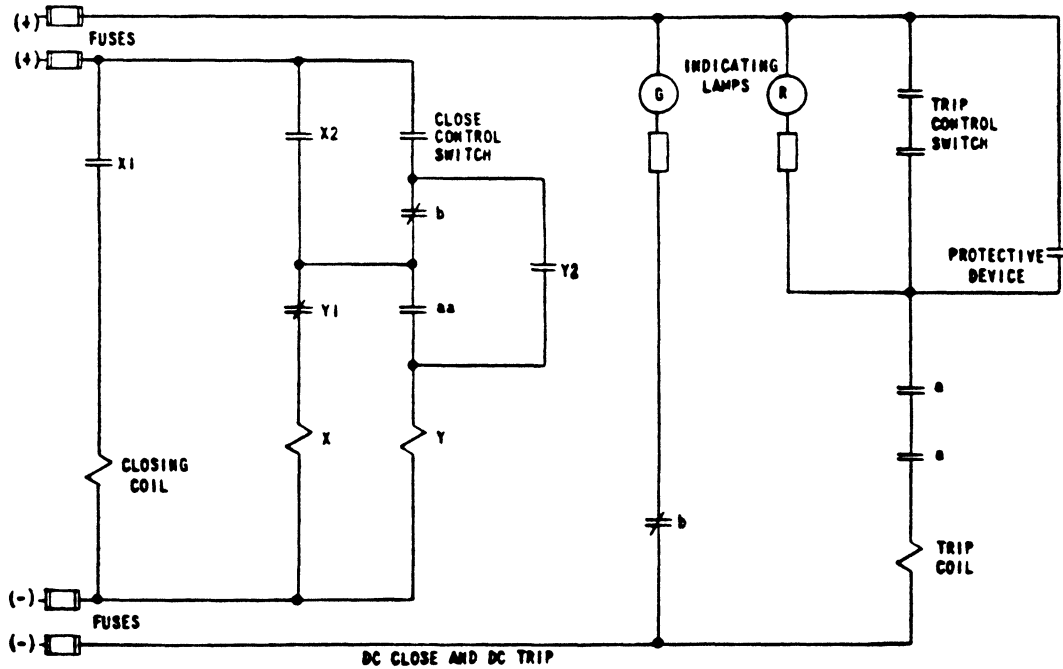 (+)
FUSES
(+)
INDICATING
LAMPS
G
R
TRIP
CONTROL
SWITCH
X1
X2
CLOSE
CONTROL
SWITCH
b
Y2
PROTECTIVE
DEVICE
Y1
aa
a
a
X
Y
CLOSING
COIL
b
TRIP
COIL
(-)
FUSES
(-)
DC CLOSE AND DC TRIP